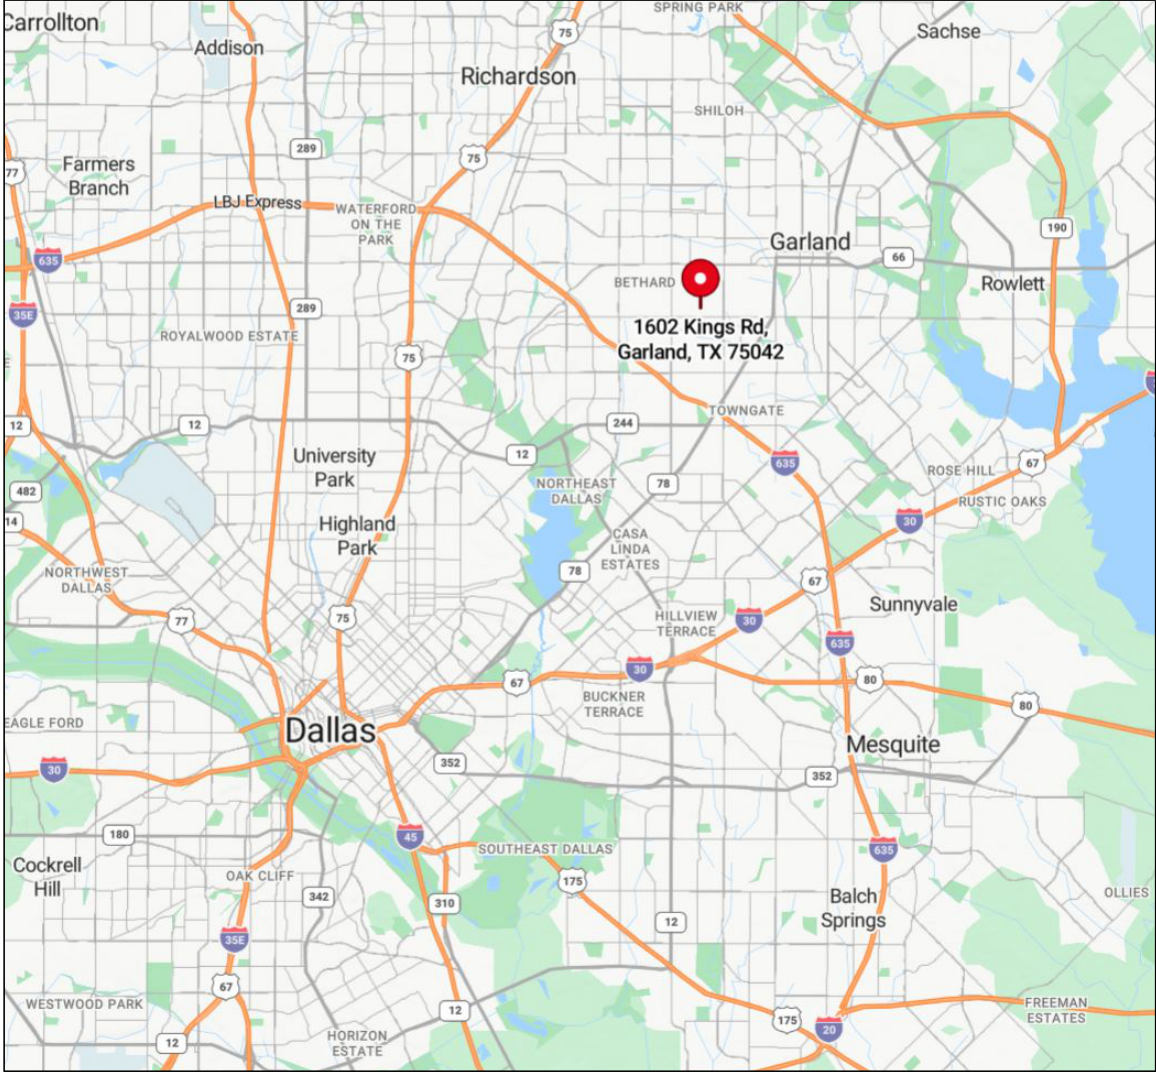 SPRING PARK
Carrollton
75
Sachse
Addison
Richardson
SHILOH
289
75
Farmers
Branch
77
LBJ Express
WATERFORD
ON THE
PARK
190
Garland
66
635
BETHARD
Rowlett
289
35E
1602 Kings Rd,
Garland, TX 75042
ROYALWOOD ESTATE
75
TOWNGATE
12
12
244
University
Park
12
635
67
ROSE HILL
482
NORTHEAST
DALLAS
78
RUSTIC OAKS
14
Highland
Park
30
CASA
LINDA
ESTATES
NORTHWEST
DALLAS
78
67
Sunnyvale
77
75
HILLVIEW
TERRACE
30
635
30
67
80
BUCKNER
TERRACE
80
EAGLE FORD
Dallas
Mesquite
30
352
352
180
45
SOUTHEAST DALLAS
635
Cockrell
Hill
OAK CLIFF
175
OLLIES
342
310
Balch
Springs
12
35E
67
WESTWOOD PARK
12
175
20
FREEMAN
ESTATES
12
HORIZON
ESTATE